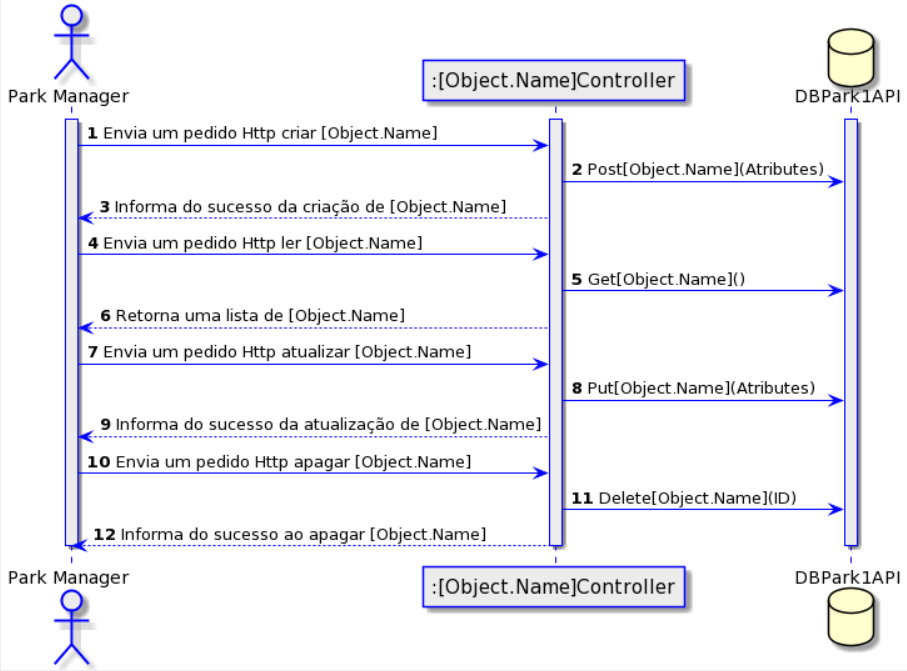 Park Manager
:[Object.Name]Controller
DBPark1API
1 Envia um pedido Http criar [Object.Name]
2 Post[Object.Name](Atributes)
3 Informa do sucesso da criação de [Object.Name]
4 Envia um pedido Http ler [Object.Name]
5 Get[Object.Name]()
6 Retorna uma lista de [Object.Name]
7 Envia um pedido Http atualizar [Object.Name]
8 Put[Object.Name](Atributes)
9 Informa do sucesso da atualização de [Object.Name]
10 Envia um pedido Http apagar [Object.Name]
11 Delete[Object.Name](ID)
12 Informa do sucesso ao apagar [Object.Name]
Park Manager
:[Object.Name]Controller
DBPark1API